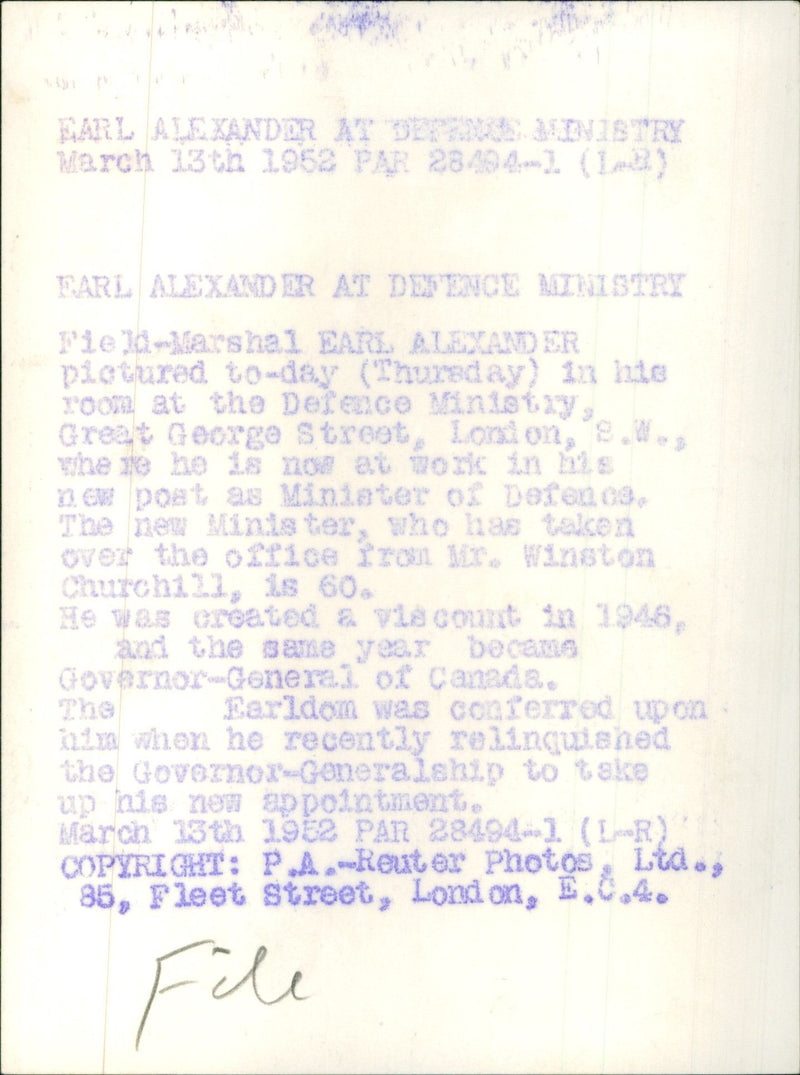 EARL ALEXANDER AT DEFENCE MINISTRY
March 13th 1952 PAR 28494-1 (L-R)
EARL ALEXANDER AT DEFENCE MINISTRY
Field-Marshal EARL ALEXANDER
pictured to-day (Thursday) in his
room at the Defence Ministry,
Great George Street, London, S.W.,
where he is now at work in his
new post as Minister of Defence.
The new Minister, who has taken
over the office from Mr. Winston
Churchill, is 60.
He was created a viscount in 1946,
and the same year became
Governor-General of Canada.
The Earldom was conferred upon
him when he recently relinquished
the Governor-Generalship to take
up his new appointment.
March 13th 1952 PAR 28494-1 (L-R)
COPYRIGHT: P.A.-Reuter Photos, Ltd.,
85, Fleet Street, London, E.C.4.
File